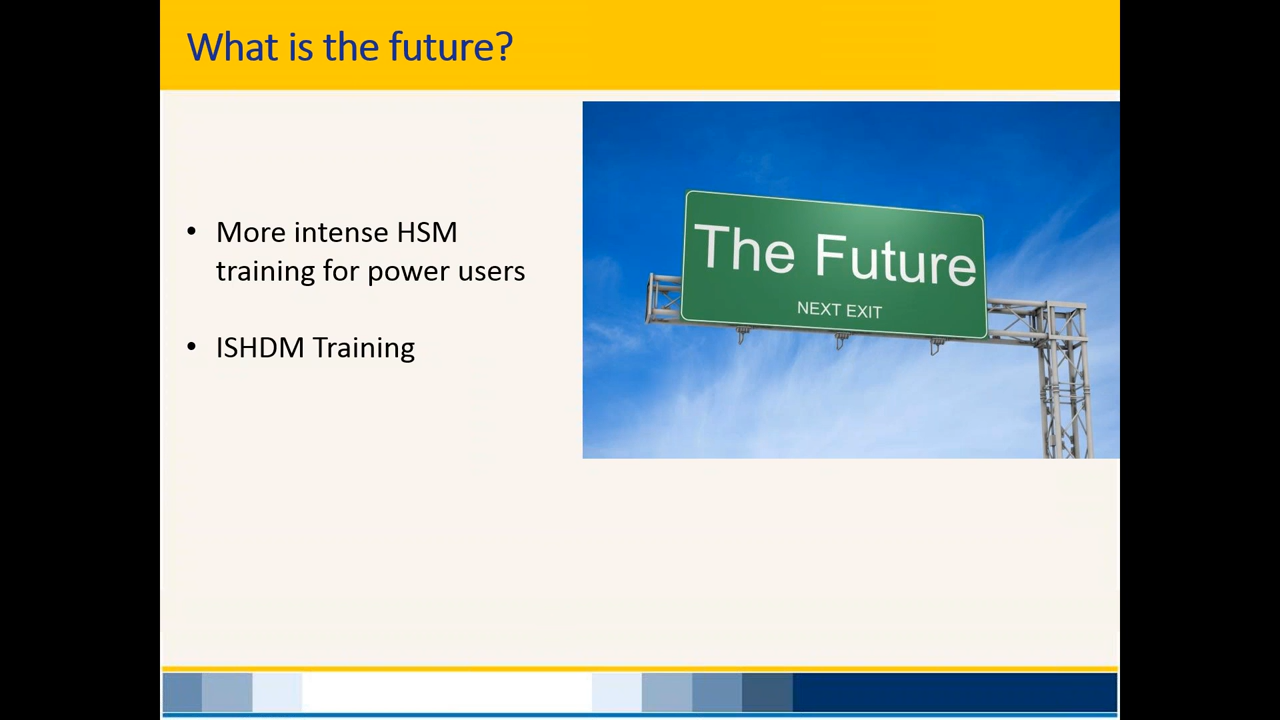 What is the future?
• More intense HSM
training for power users
• ISHDM Training
The Future
NEXT EXIT